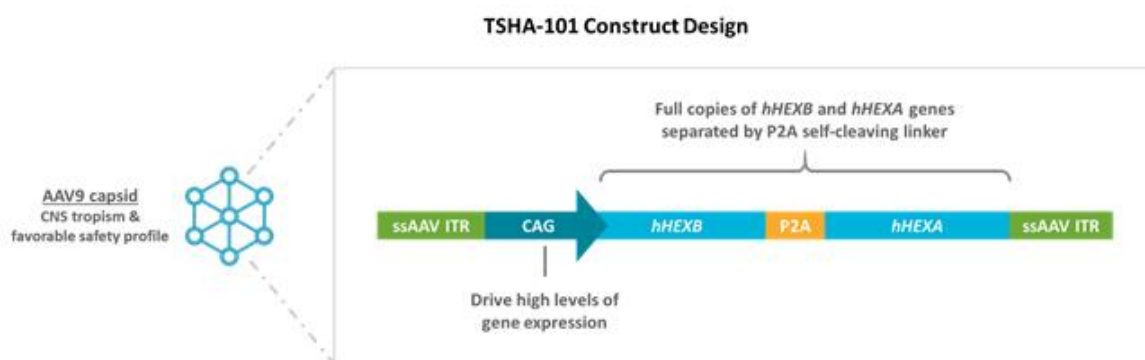 TSHA-101 Construct Design
Full copies of hHEXB and hHEXA genes
separated by P2A self-cleaving linker
AAV9 capsid
CNS tropism &
favorable safety profile
ssAAV ITR CAG hHEXB P2A hHEXA ssAAV ITR
Drive high levels of
gene expression